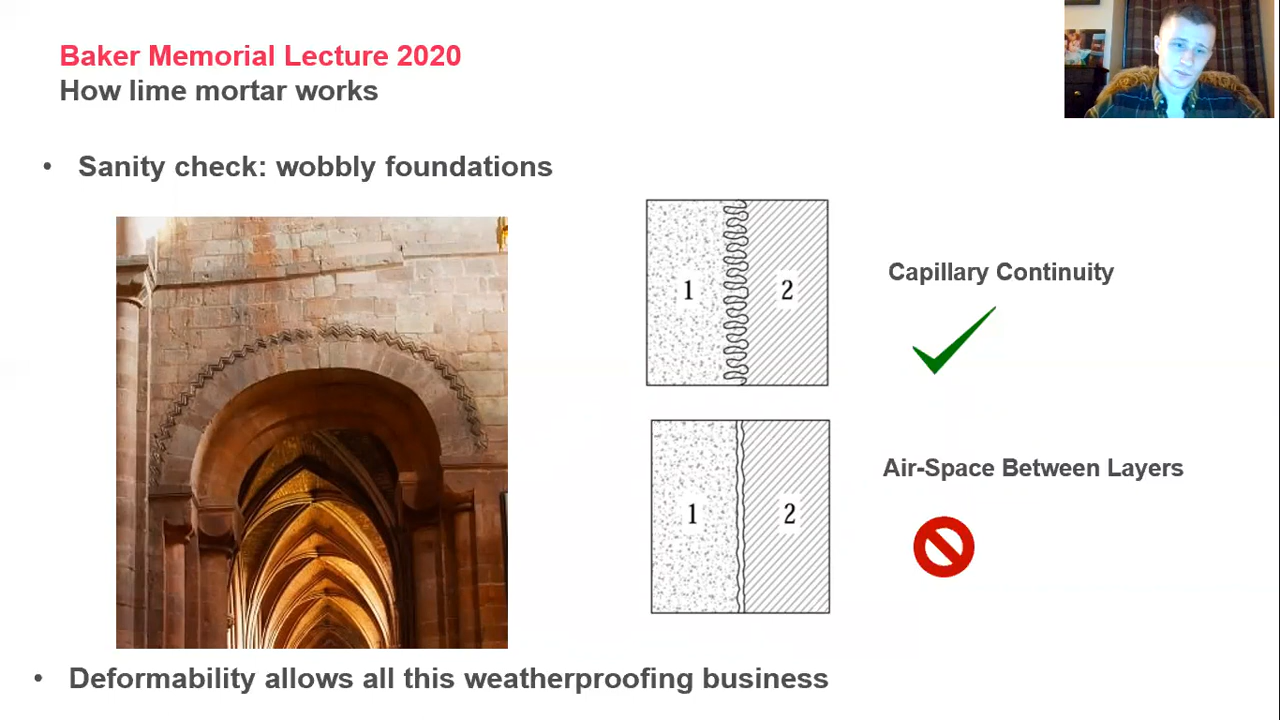 Baker Memorial Lecture 2020
How lime mortar works
• Sanity check: wobbly foundations
1 2
Capillary Continuity
1 2
Air-Space Between Layers
• Deformability allows all this weatherproofing business